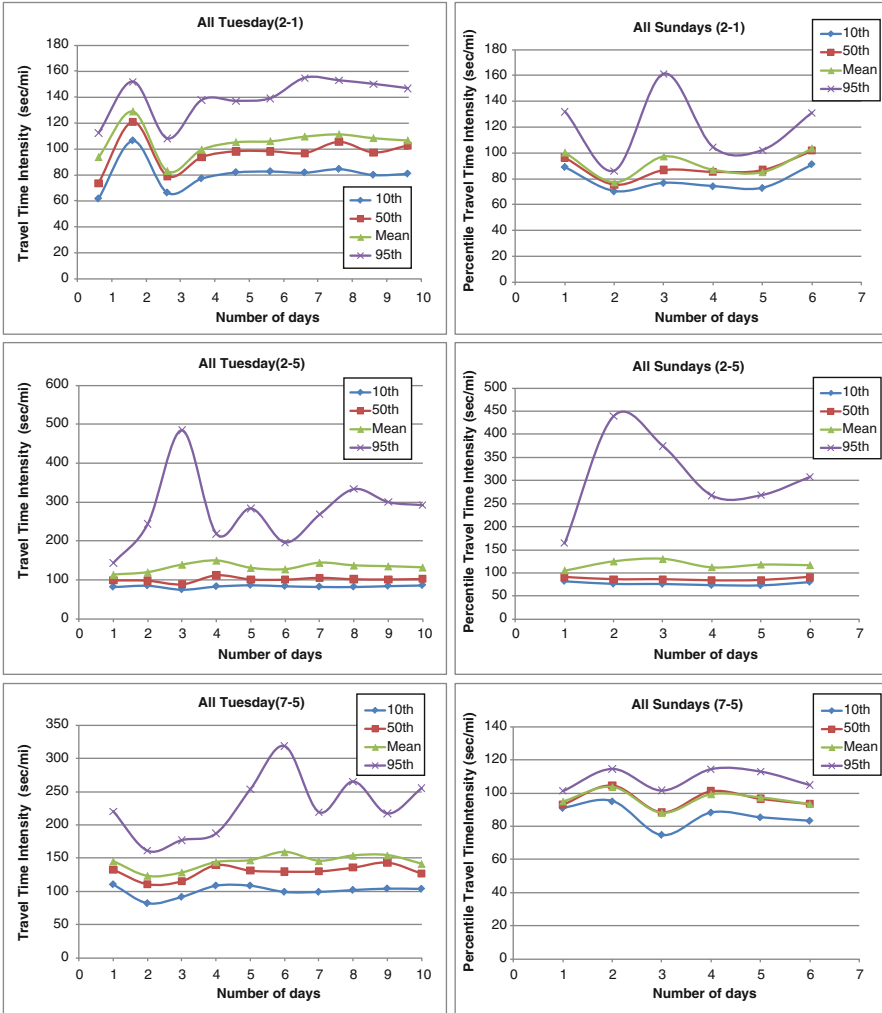 All Tuesday(2-1)
Travel Time Intensity (sec/mi)
180
160
140
120
100
80
60
40
20
0
0 1 2 3 4 5 6 7 8 9 10
Number of days
10th
50th
Mean
95th
All Sundays (2-1)
Percentile Travel Time Intensity (sec/mi)
180
160
140
120
100
80
60
40
20
0
0 1 2 3 4 5 6 7
Number of days
10th
50th
Mean
95th
All Tuesday(2-5)
Travel Time Intensity (sec/mi)
600
500
400
300
200
100
0
0 1 2 3 4 5 6 7 8 9 10
Number of days
10th
50th
Mean
95th
All Sundays (2-5)
Percentile Travel Time Intensity (sec/mi)
500
450
400
350
300
250
200
150
100
50
0
0 1 2 3 4 5 6 7
Number of days
10th
50th
Mean
95th
All Tuesday(7-5)
Travel Time Intensity (sec/mi)
350
300
250
200
150
100
50
0
0 1 2 3 4 5 6 7 8 9 10
Number of days
10th
50th
Mean
95th
All Sundays (7-5)
Percentile Travel TimeIntensity (sec/mi)
140
120
100
80
60
40
20
0
0 1 2 3 4 5 6 7
Number of days
10th
50th
Mean
95th